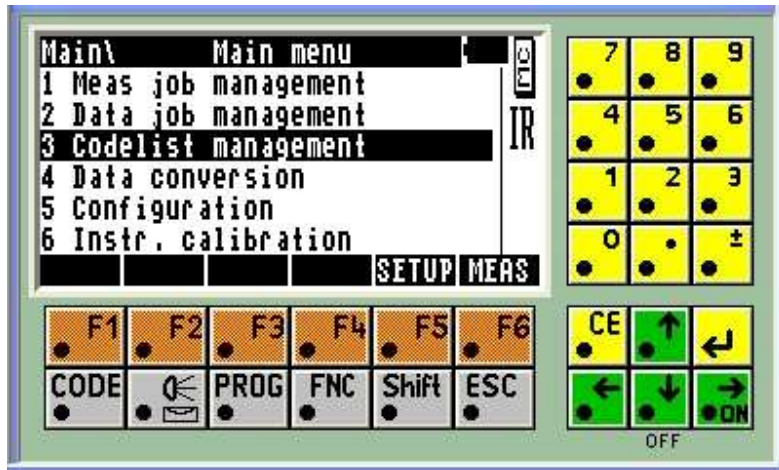 Main\ Main menu
1 Meas job management
2 Data job management
3 Codelist management
4 Data conversion
5 Configuration
6 Instr. calibration
SETUP MEAS
IR
7 8 9
4 5 6
1 2 3
0 . ±
F1 F2 F3 F4 F5 F6
CODE PROG FNC Shift ESC
CE
ON
OFF